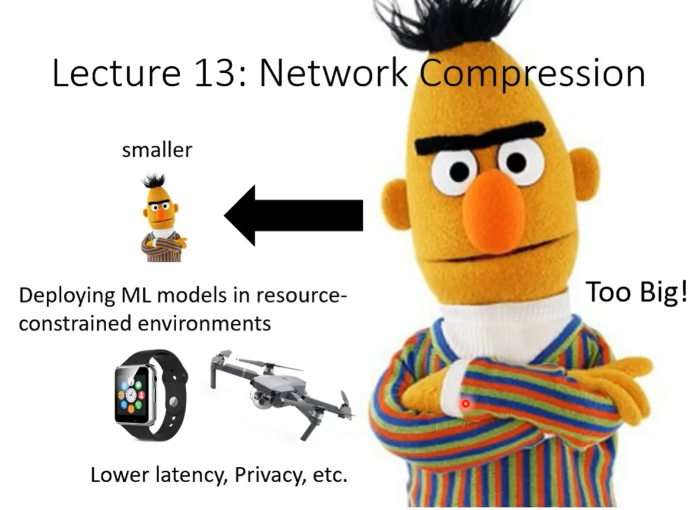 Lecture 13: Network Compression
smaller
Too Big!
Deploying ML models in resource-
constrained environments
Lower latency, Privacy, etc.